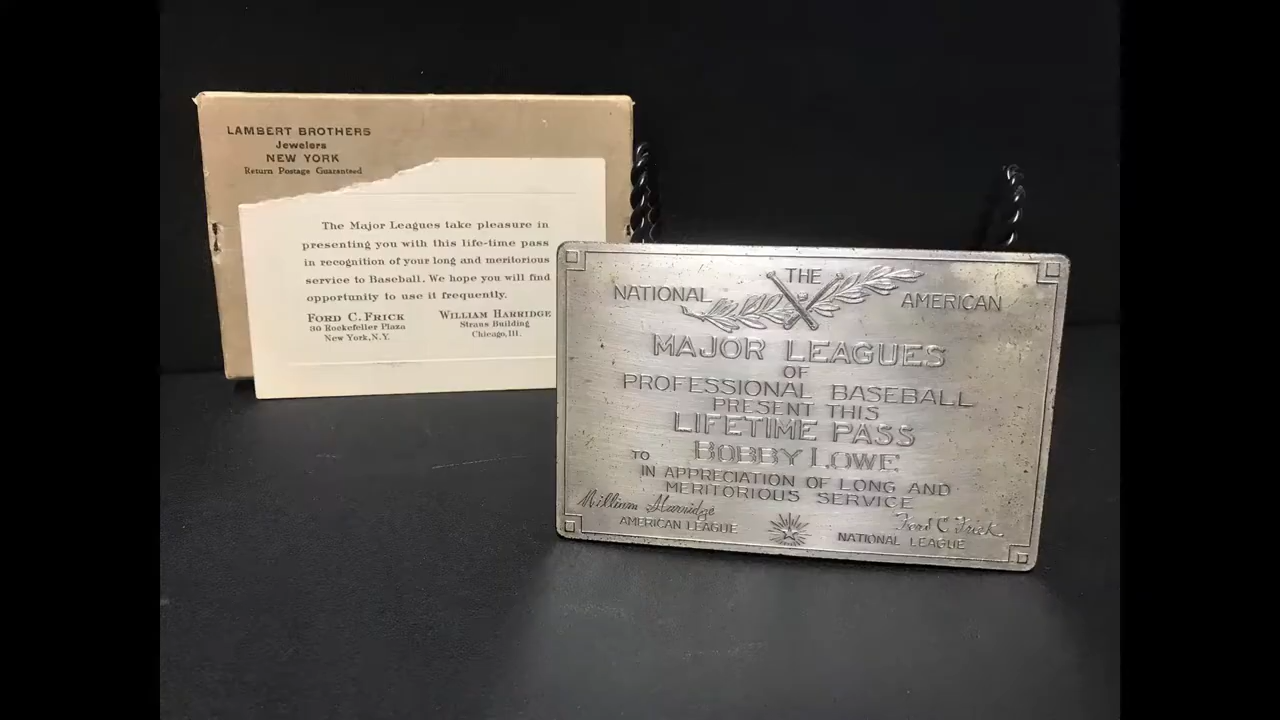 LAMBERT BROTHERS
Jewelers
NEW YORK
Return Postage Guaranteed
The Major Leagues take pleasure in
presenting you with this life-time pass
in recognition of your long and meritorious
service to Baseball. We hope you will find
opportunity to use it frequently.
FORD C. FRICK
30 Rockefeller Plaza
New York, N.Y.
WILLIAM HARRIDGE
Straus Building
Chicago, Ill.
THE
NATIONAL AMERICAN
MAJOR LEAGUES
OF
PROFESSIONAL BASEBALL
PRESENT THIS
LIFETIME PASS
TO BOBBY LOWE
IN APPRECIATION OF LONG AND
MERITORIOUS SERVICE
William Harridge
AMERICAN LEAGUE
Ford C. Frick
NATIONAL LEAGUE